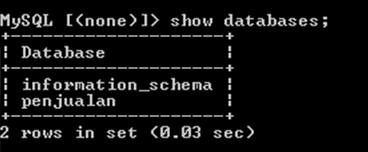 MySQL [(none)]> show databases;
+--------------------+
| Database           |
+--------------------+
| information_schema |
| penjualan          |
+--------------------+
2 rows in set (0.03 sec)